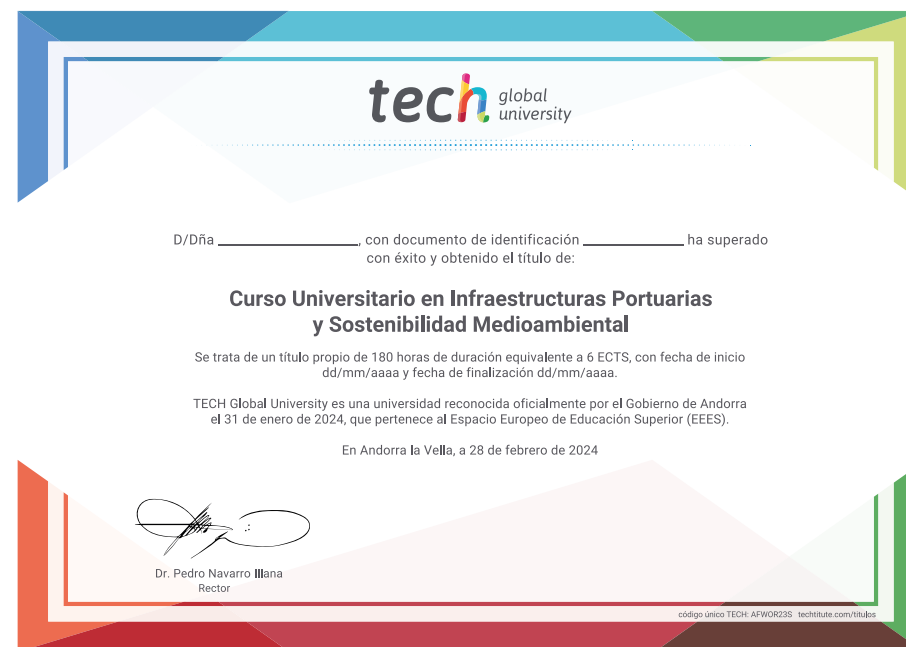 tech global university
D/Dña ____________________, con documento de identificación ______________ ha superado
con éxito y obtenido el título de:
Curso Universitario en Infraestructuras Portuarias
y Sostenibilidad Medioambiental
Se trata de un título propio de 180 horas de duración equivalente a 6 ECTS, con fecha de inicio
dd/mm/aaaa y fecha de finalización dd/mm/aaaa.
TECH Global University es una universidad reconocida oficialmente por el Gobierno de Andorra
el 31 de enero de 2024, que pertenece al Espacio Europeo de Educación Superior (EEES).
En Andorra la Vella, a 28 de febrero de 2024
Dr. Pedro Navarro Illana
Rector
código único TECH: AFWOR23S techtitute.com/titulos